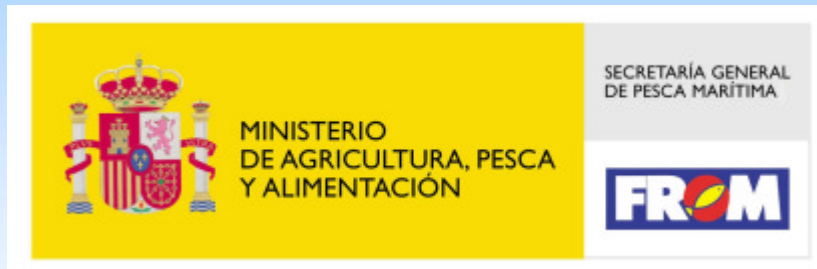 MINISTERIO
DE AGRICULTURA, PESCA
Y ALIMENTACIÓN
SECRETARÍA GENERAL
DE PESCA MARÍTIMA
FROM